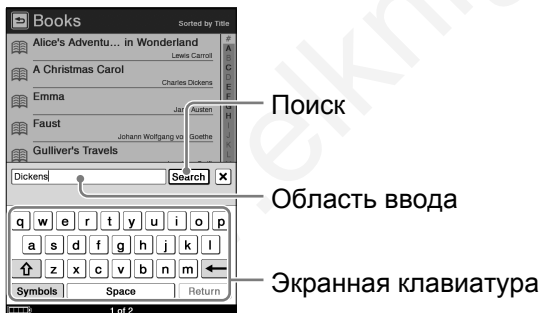 Books Sorted by Title
Alice's Adventu... in Wonderland
Lewis Carroll
A Christmas Carol
Charles Dickens
Emma
Jane Austen
Faust
Johann Wolfgang von Goethe
Gulliver's Travels
#
A
B
C
D
E
F
G
H
I
J
K
L
Dickens Search X
q w e r t y u i o p
a s d f g h j k l
z x c v b n m
Symbols Space Return
1 of 2
Поиск
Область ввода
Экранная клавиатура